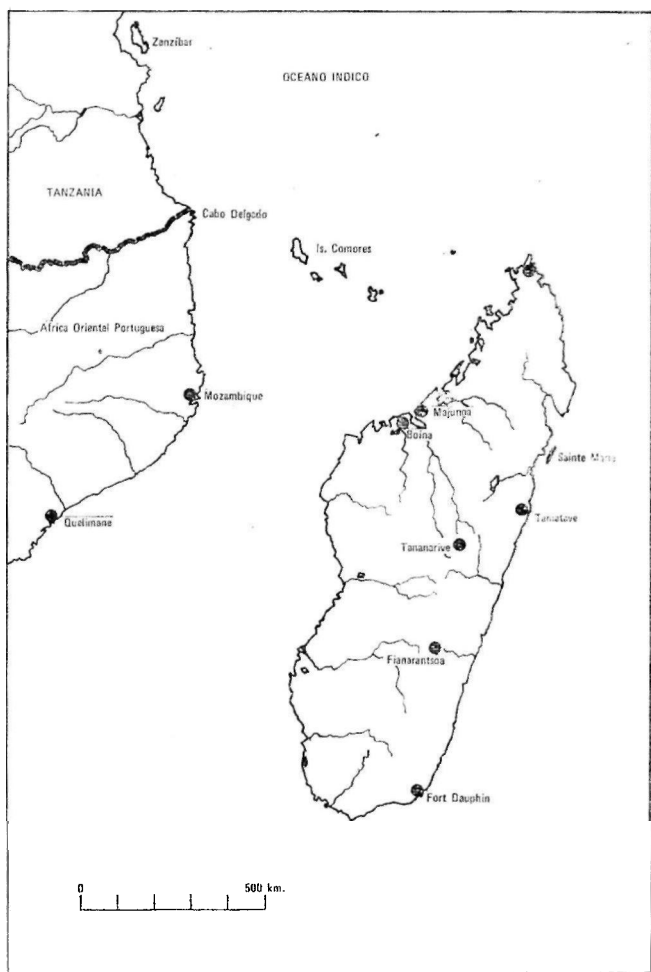 Zanzibar
OCEANO INDICO
TANZANIA
Cabo Delgado
Is. Comores
Africa Oriental Portuguesa
Mozambique
Majunga
Boina
Sainte Marie
Quelimane
Tamatave
Tananarive
Fianarantsoa
Fort Dauphin
0 500 km.